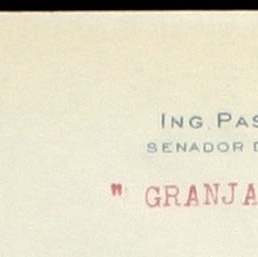 ING. PAS
SENADOR D
" GRANJA